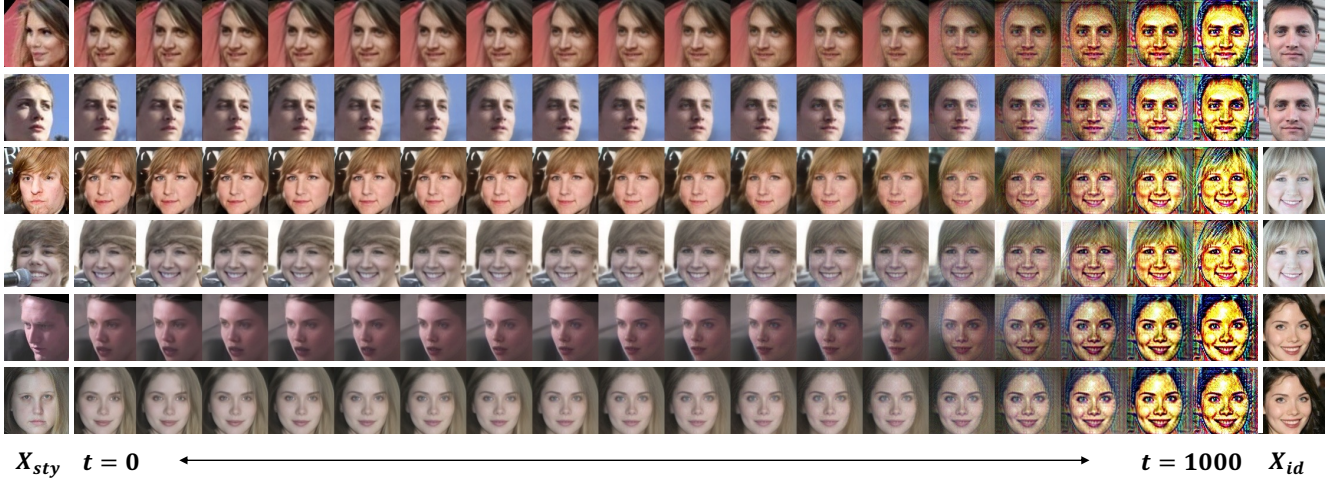 X_sty t = 0 t = 1000 X_id